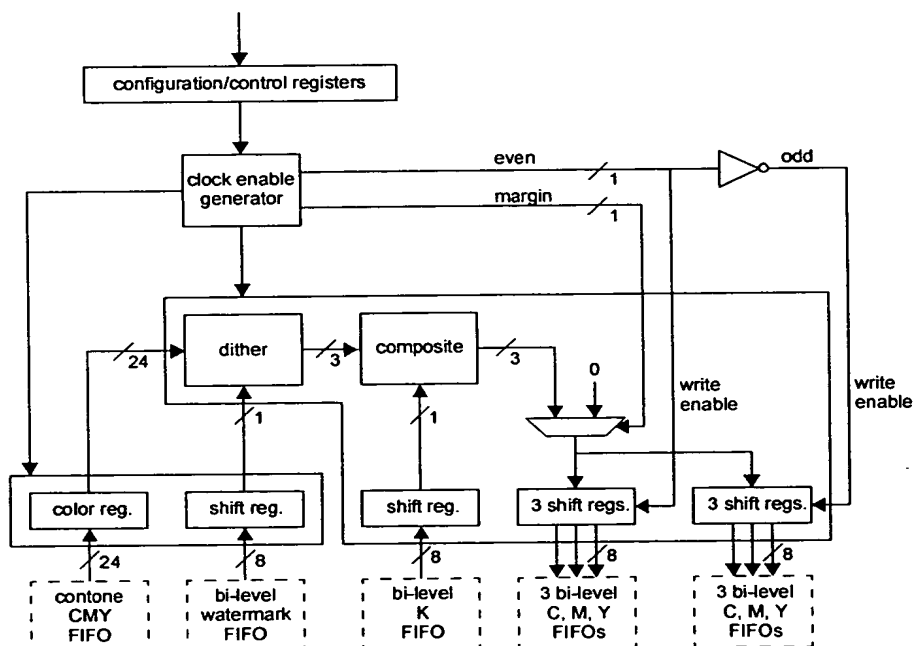 configuration/control registers
clock enable
generator
even
1
odd
margin
1
dither
composite
24
3
3
0
1
1
write
enable
write
enable
color reg.
shift reg.
shift reg.
3 shift regs.
3 shift regs.
24
8
8
8
8
contone
CMY
FIFO
bi-level
watermark
FIFO
bi-level
K
FIFO
3 bi-level
C, M, Y
FIFOs
3 bi-level
C, M, Y
FIFOs